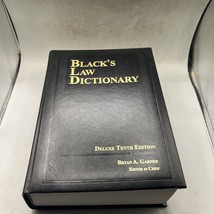 BLACK'S
LAW
DICTIONARY
DELUXE TENTH EDITION
BRYAN A. GARNER
EDITOR IN CHIEF